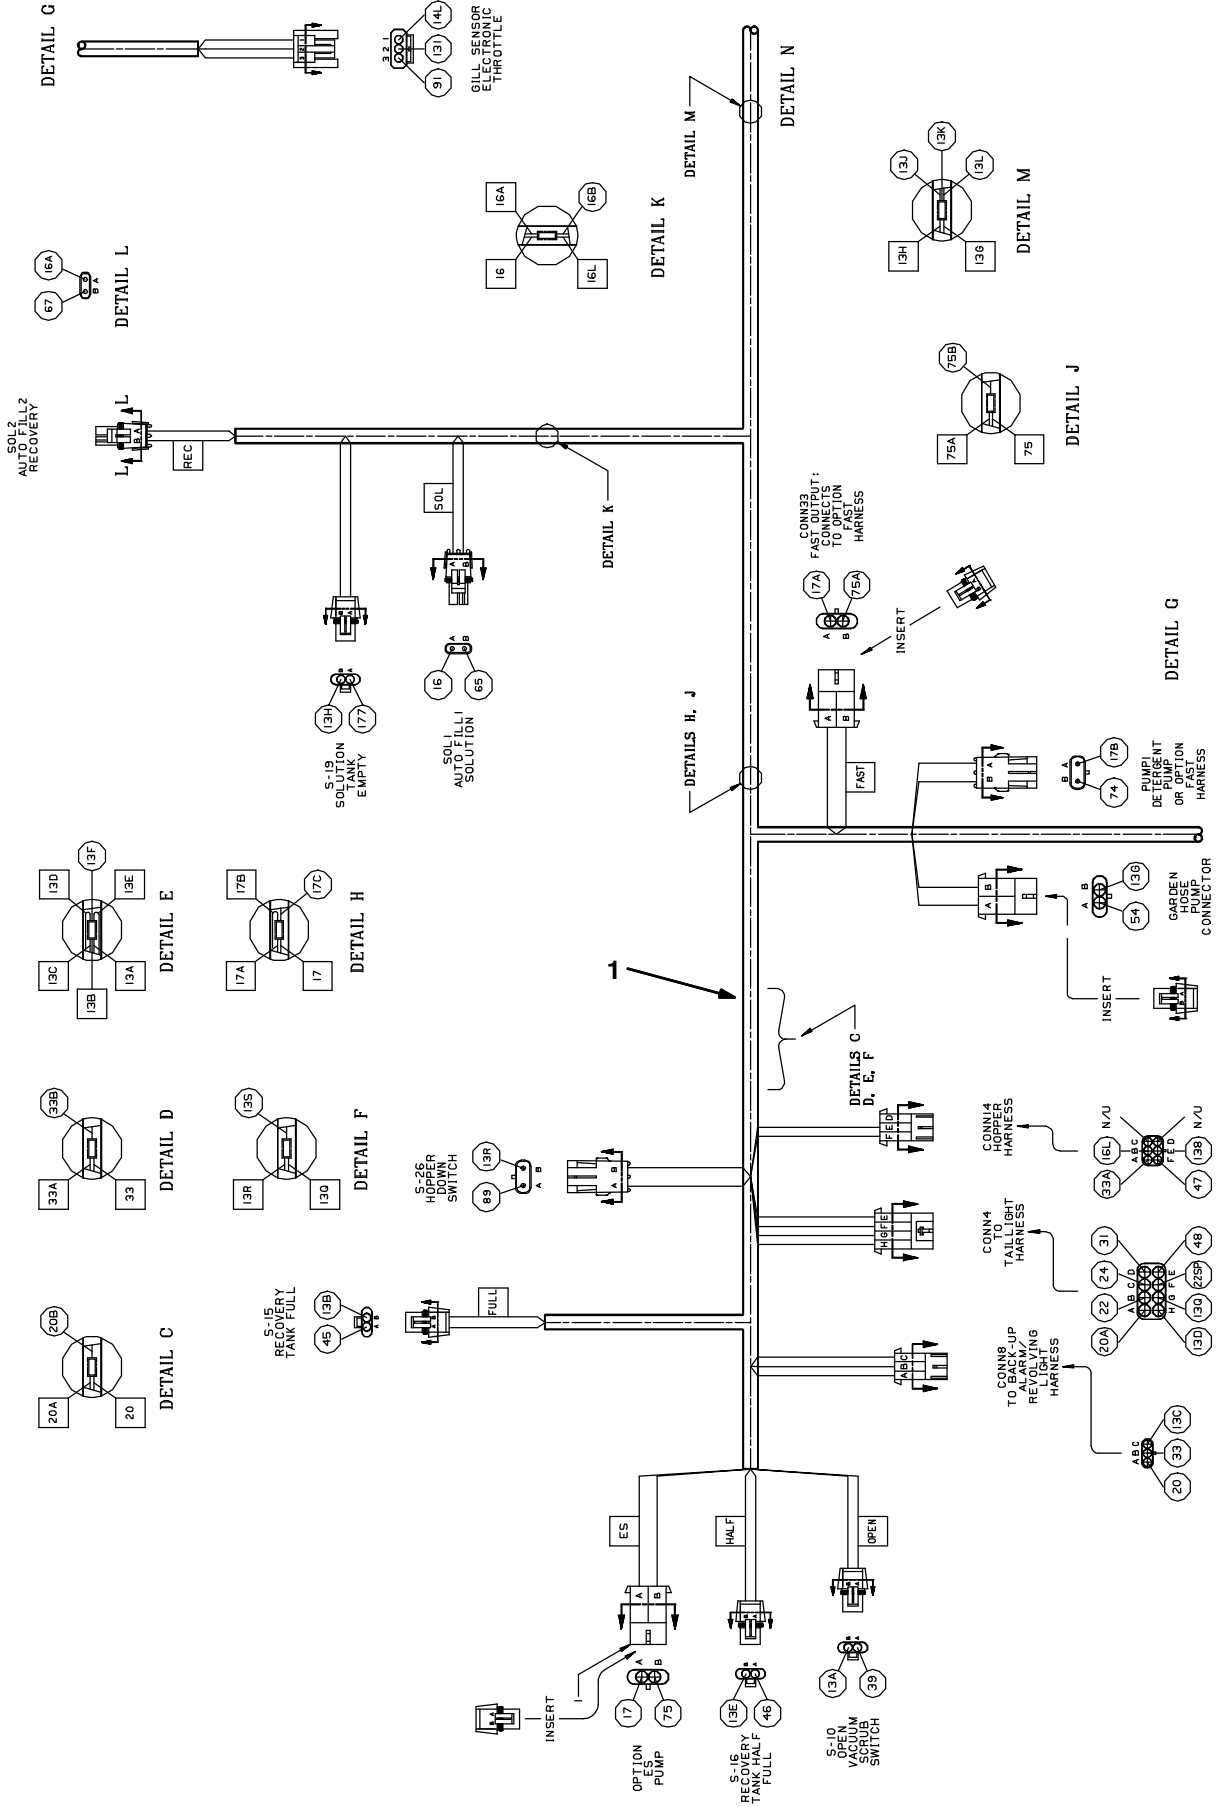 DETAIL G
14L
131
91
3 2 1
GILL SENSOR
ELECTRONIC
THROTTLE
16A
67
B A
DETAIL L
SOL2
AUTO FILL2
RECOVERY
L
L
B A
REC
SOL
A
B
16
65
A
B
SOL1
AUTO FILL1
SOLUTION
13H
177
B
A
S-19
SOLUTION
TANK
EMPTY
DETAIL K
16A
16B
16
16L
DETAIL K
DETAIL M
DETAIL N
13J
13K
13L
13H
13G
DETAIL M
75B
75A
75
DETAIL J
CONN33
FAST OUTPUT:
CONNECTS
TO OPTION
FAST
HARNESS
17A
75A
A
B
INSERT
A
B
FAST
DETAILS H, J
DETAIL G
B A
17B
74
B A
PUMP1
DETERGENT
PUMP
OR OPTION
FAST
HARNESS
A B
A B
13G
54
GARDEN
HOSE
PUMP
CONNECTOR
INSERT
13D
13F
13E
13C
13B
13A
DETAIL E
17B
17C
17A
17
DETAIL H
33B
33A
33
DETAIL D
13S
13R
13Q
DETAIL F
20B
20A
20
DETAIL C
1
DETAILS C
D, E, F
S-26
HOPPER
DOWN
SWITCH
13R
89
B
A
A B
S-15
RECOVERY
TANK FULL
13B
45
A B
FULL
F E D
CONN14
HOPPER
HARNESS
N/U
16L
33A
A B C
F E D
N/U
138
47
H G F E
CONN4
TO
TAILLIGHT
HARNESS
31
24
22
20A
A B C D
H G F E
48
22SP
13Q
13D
A B C
CONN8
TO BACK-UP
ALARM/
REVOLVING
LIGHT
HARNESS
A B C
13C
33
20
ES
A
B
INSERT
1
17
75
A
B
OPTION
ES
PUMP
HALF
13E
46
B
A
S-16
RECOVERY
TANK HALF
FULL
OPEN
13A
39
B
A
S-10
OPEN
VACUUM
SCRUB
SWITCH